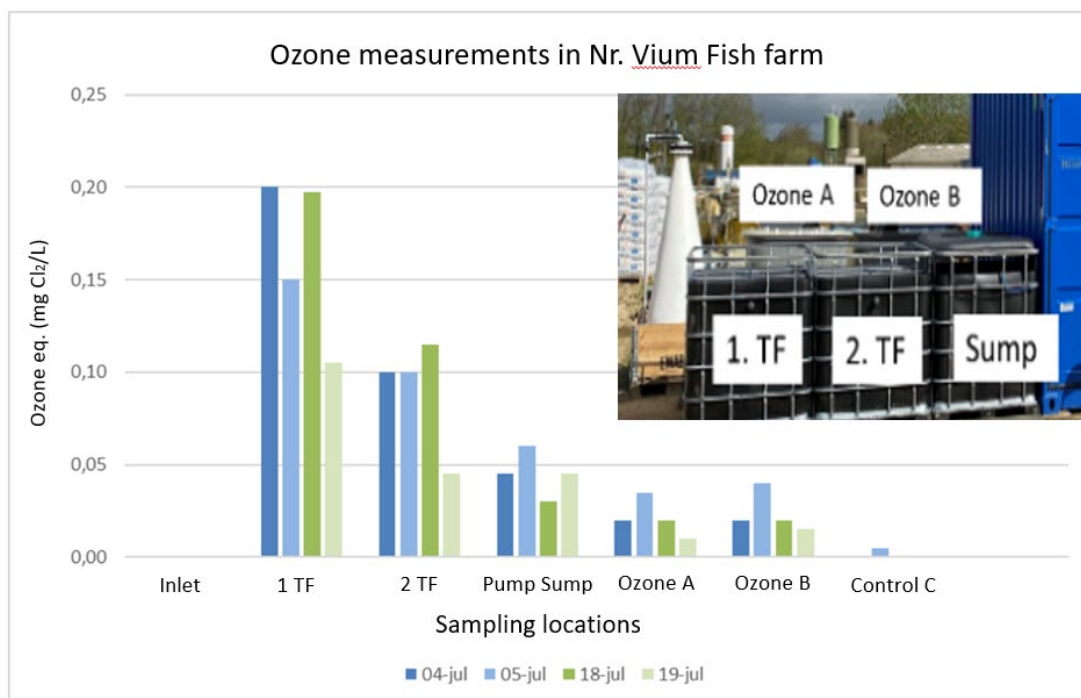 Ozone measurements in Nr. Vium Fish farm
0,25
0,20
0,15
0,10
0,05
0,00
Ozone eq. (mg Cl₂/L)
Ozone A
Ozone B
1. TF
2. TF
Sump
Inlet
1 TF
2 TF
Pump Sump
Ozone A
Ozone B
Control C
Sampling locations
04-jul
05-jul
18-jul
19-jul